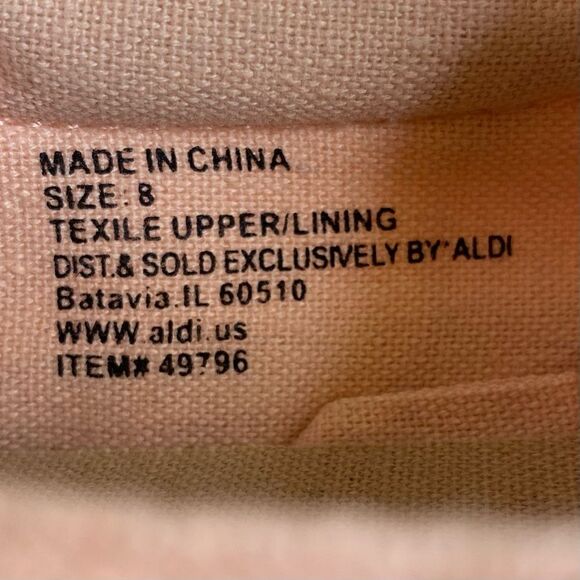 MADE IN CHINA
SIZE: 8
TEXILE UPPER/LINING
DIST.& SOLD EXCLUSIVELY BY ALDI
Batavia.IL 60510
WWW.aldi.us
ITEM# 49796